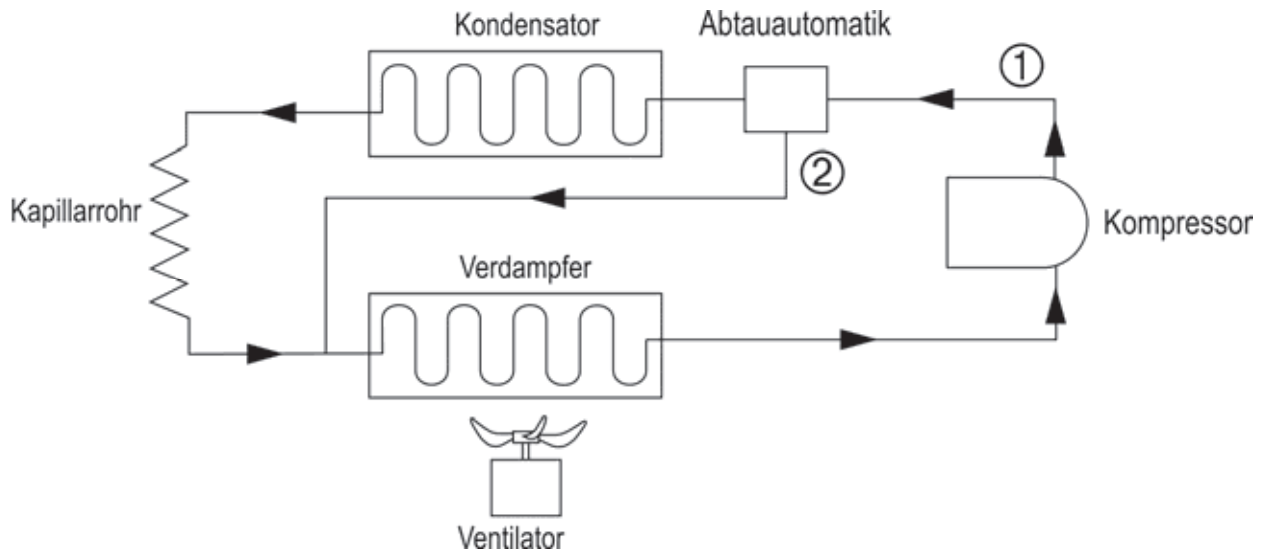 Kondensator
Abtauautomatik
①
②
Kapillarrohr
Kompressor
Verdampfer
Ventilator